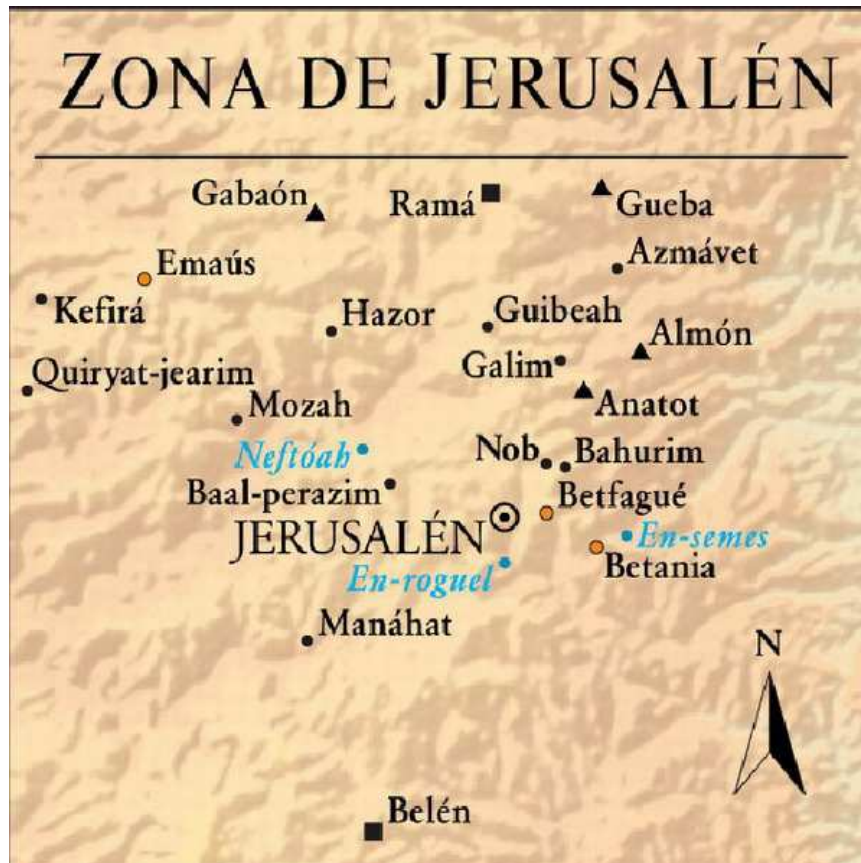 ZONA DE JERUSALÉN
Gabaón
Ramá
Gueba
Emaús
Azmávet
Kefirá
Hazor
Guibeah
Almón
Quiryat-jearim
Galim
Mozah
Anatot
Neftóah
Nob
Bahurim
Baal-perazim
Betfagué
JERUSALÉN
En-semes
En-roguel
Betania
Manáhat
N
Belén